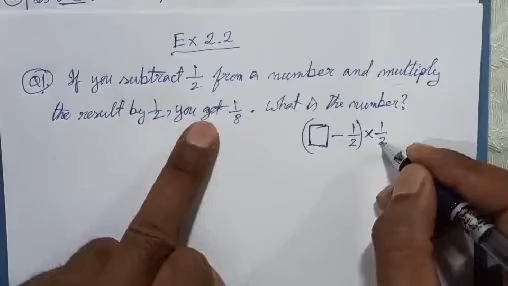 Ex 2.2
Q1) If you subtract 1/2 from a number and multiply
the result by 1/2, you get 1/8. What is the number?
(□ - 1/2) × 1/2